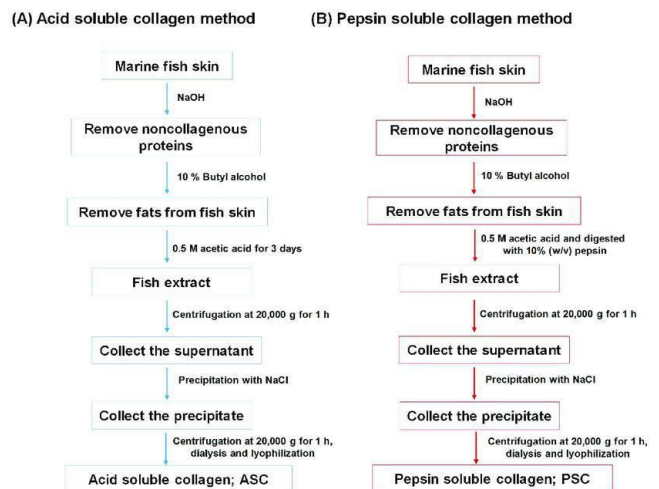 (A) Acid soluble collagen method
Marine fish skin
NaOH
Remove noncollagenous
proteins
10 % Butyl alcohol
Remove fats from fish skin
0.5 M acetic acid for 3 days
Fish extract
Centrifugation at 20,000 g for 1 h
Collect the supernatant
Precipitation with NaCl
Collect the precipitate
Centrifugation at 20,000 g for 1 h,
dialysis and lyophilization
Acid soluble collagen; ASC
(B) Pepsin soluble collagen method
Marine fish skin
NaOH
Remove noncollagenous
proteins
10 % Butyl alcohol
Remove fats from fish skin
0.5 M acetic acid and digested
with 10% (w/v) pepsin
Fish extract
Centrifugation at 20,000 g for 1 h
Collect the supernatant
Precipitation with NaCl
Collect the precipitate
Centrifugation at 20,000 g for 1 h,
dialysis and lyophilization
Pepsin soluble collagen; PSC